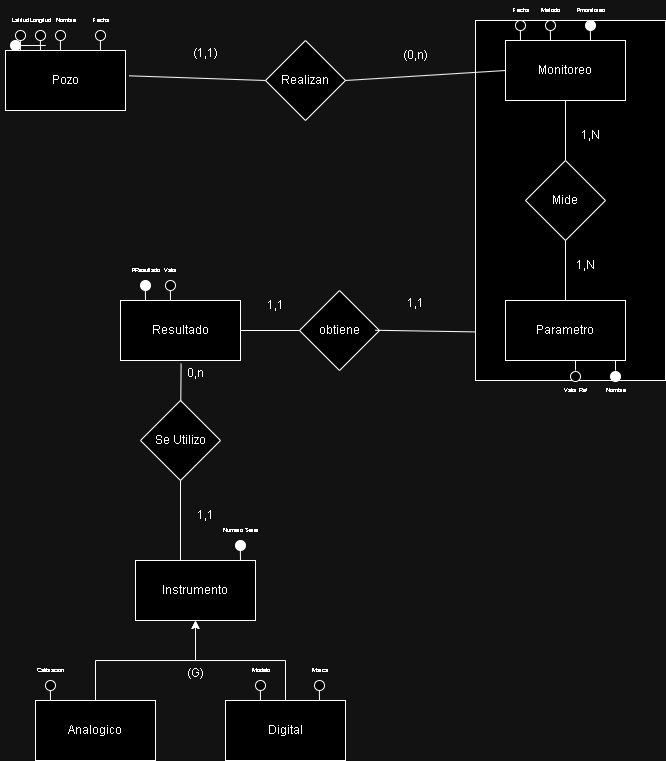 Fecha Metodo Pmonitoreo
Latitud Longitud Nombre Fecha
(1,1)
(0,n)
Pozo
Realizan
Monitoreo
1,N
Mide
1,N
PResultado Valor
1,1
1,1
Resultado
obtiene
Parametro
0,n
Valor Ref Nombre
Se Utilizo
1,1
Numero Serie
Instrumento
(G)
Calibracion
Modelo
Marca
Analogico
Digital